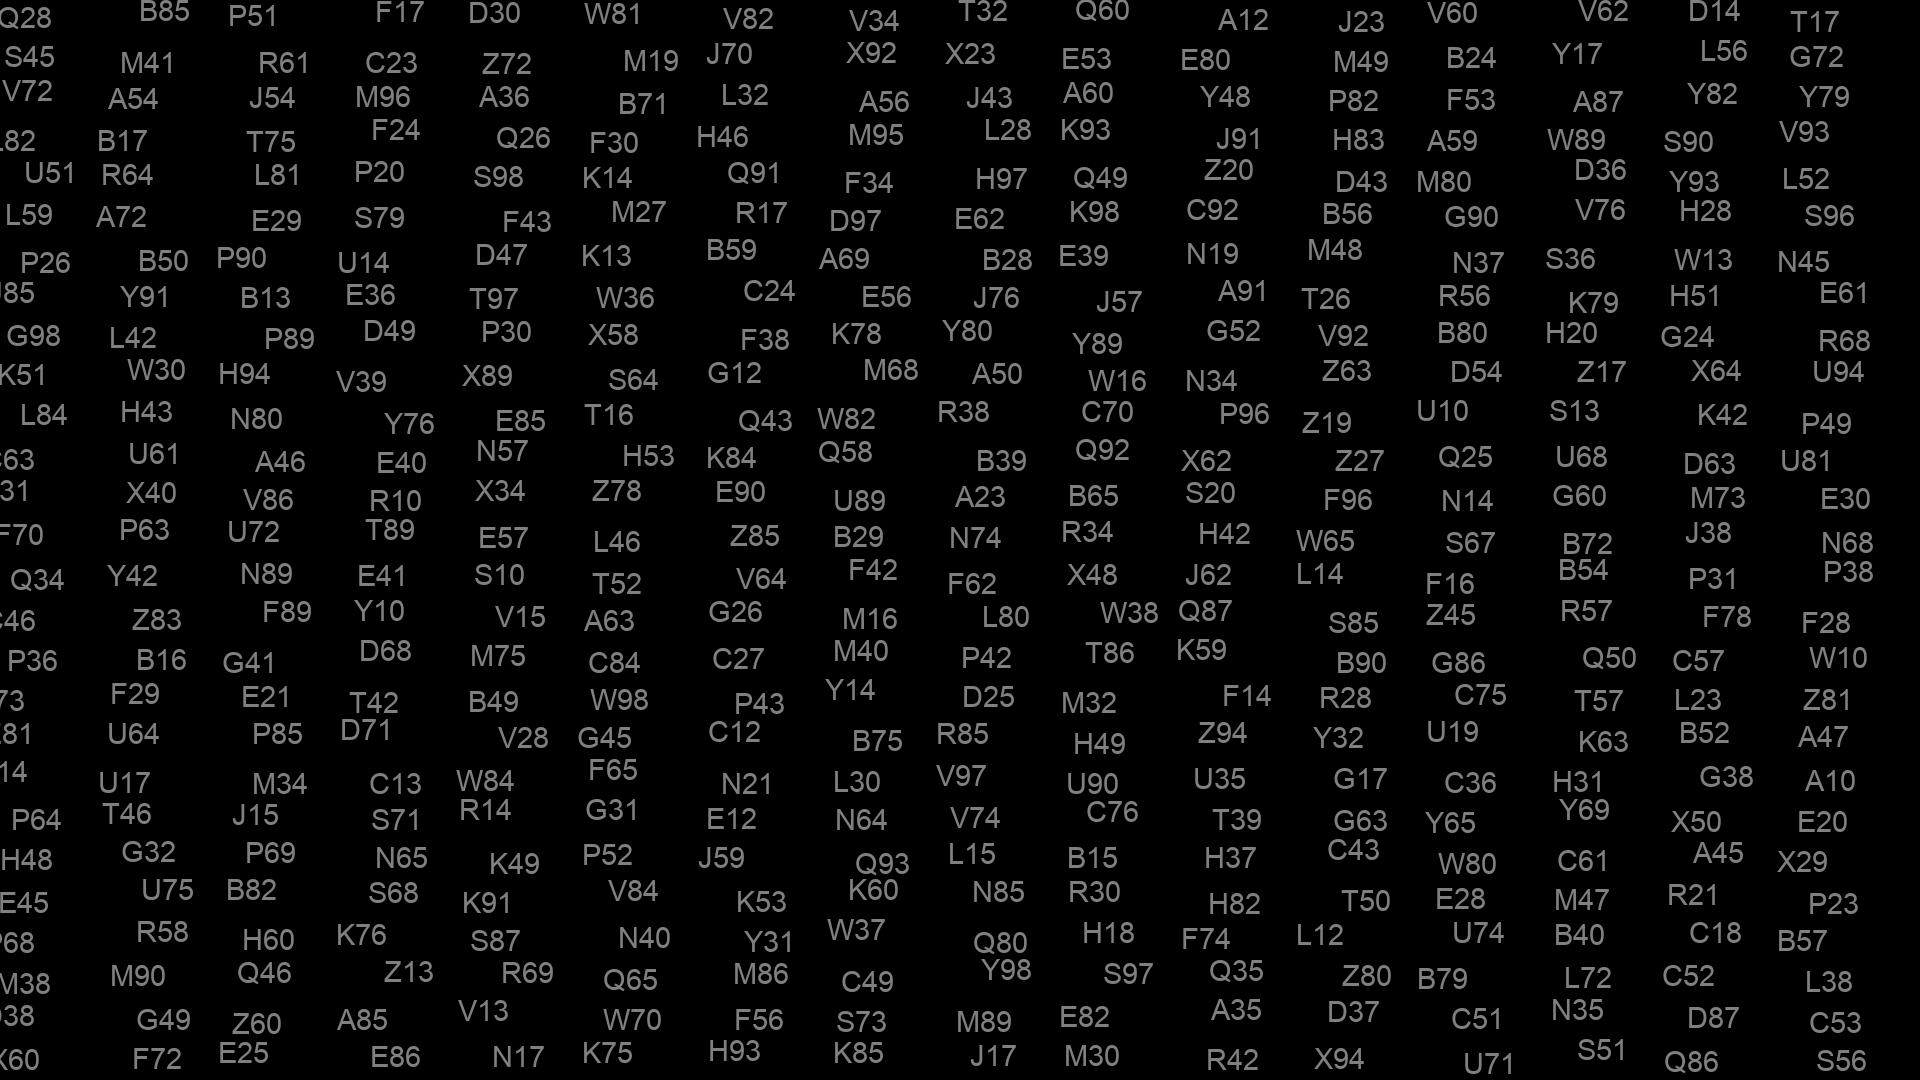 Q28 B85 P51 F17 D30 W81 V82 V34 T32 Q60 A12 J23 V60 V62 D14 T17
S45 M41 R61 C23 Z72 M19 J70 X92 X23 E53 E80 M49 B24 Y17 L56 G72
V72 A54 J54 M96 A36 B71 L32 A56 J43 A60 Y48 P82 F53 A87 Y82 Y79
82 B17 T75 F24 Q26 F30 H46 M95 L28 K93 J91 H83 A59 W89 S90 V93
U51 R64 L81 P20 S98 K14 Q91 F34 H97 Q49 Z20 D43 M80 D36 Y93 L52
L59 A72 E29 S79 F43 M27 R17 D97 E62 K98 C92 B56 G90 V76 H28 S96
P26 B50 P90 U14 D47 K13 B59 A69 B28 E39 N19 M48 N37 S36 W13 N45
85 Y91 B13 E36 T97 W36 C24 E56 J76 J57 A91 T26 R56 K79 H51 E61
G98 L42 P89 D49 P30 X58 F38 K78 Y80 Y89 G52 V92 B80 H20 G24 R68
K51 W30 H94 V39 X89 S64 G12 M68 A50 W16 N34 Z63 D54 Z17 X64 U94
L84 H43 N80 Y76 E85 T16 Q43 W82 R38 C70 P96 Z19 U10 S13 K42 P49
63 U61 A46 E40 N57 H53 K84 Q58 B39 Q92 X62 Z27 Q25 U68 D63 U81
31 X40 V86 R10 X34 Z78 E90 U89 A23 B65 S20 F96 N14 G60 M73 E30
F70 P63 U72 T89 E57 L46 Z85 B29 N74 R34 H42 W65 S67 B72 J38 N68
Q34 Y42 N89 E41 S10 T52 V64 F42 F62 X48 J62 L14 F16 B54 P31 P38
46 Z83 F89 Y10 V15 A63 G26 M16 L80 W38 Q87 S85 Z45 R57 F78 F28
P36 B16 G41 D68 M75 C84 C27 M40 P42 T86 K59 B90 G86 Q50 C57 W10
73 F29 E21 T42 B49 W98 P43 Y14 D25 M32 F14 R28 C75 T57 L23 Z81
81 U64 P85 D71 V28 G45 C12 B75 R85 H49 Z94 Y32 U19 K63 B52 A47
14 U17 M34 C13 W84 F65 N21 L30 V97 U90 U35 G17 C36 H31 G38 A10
P64 T46 J15 S71 R14 G31 E12 N64 V74 C76 T39 G63 Y65 Y69 X50 E20
H48 G32 P69 N65 K49 P52 J59 Q93 L15 B15 H37 C43 W80 C61 A45 X29
E45 U75 B82 S68 K91 V84 K53 K60 N85 R30 H82 T50 E28 M47 R21 P23
68 R58 H60 K76 S87 N40 Y31 W37 Q80 H18 F74 L12 U74 B40 C18 B57
M38 M90 Q46 Z13 R69 Q65 M86 C49 Y98 S97 Q35 Z80 B79 L72 C52 L38
38 G49 Z60 A85 V13 W70 F56 S73 M89 E82 A35 D37 C51 N35 D87 C53
X60 F72 E25 E86 N17 K75 H93 K85 J17 M30 R42 X94 U71 S51 Q86 S56